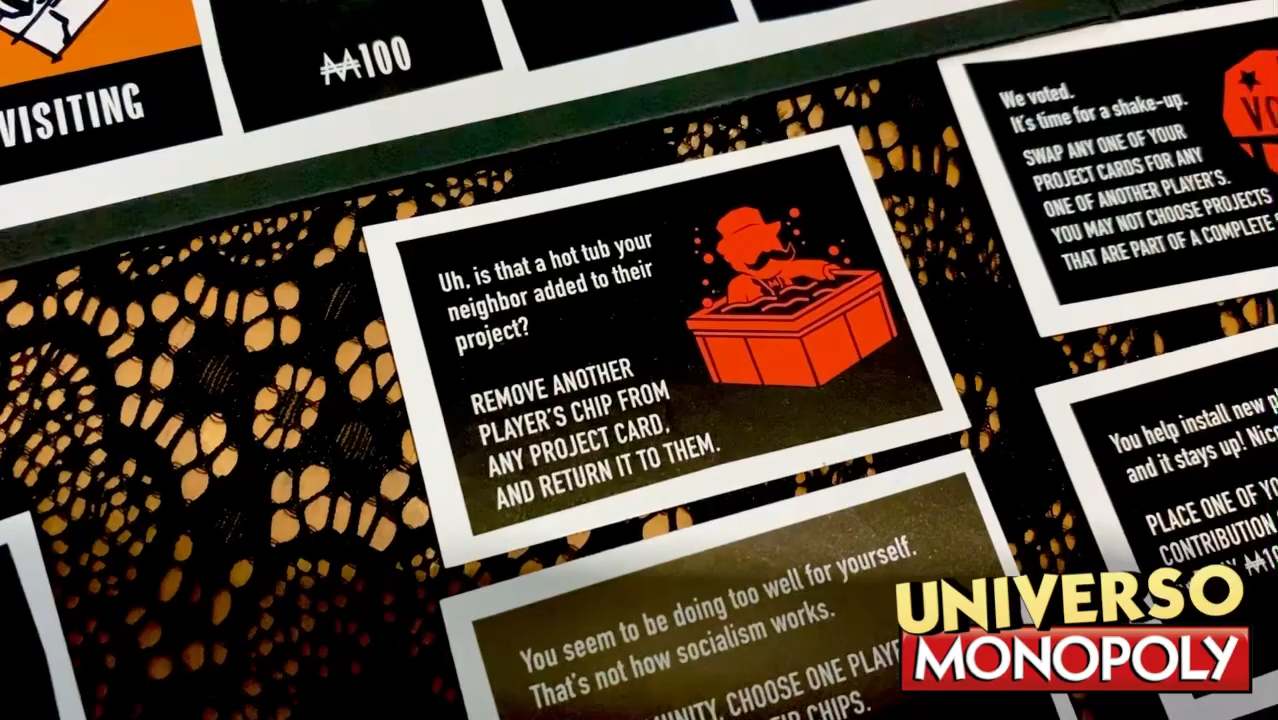 VISITING
₩100
We voted.
It's time for a shake-up.
SWAP ANY ONE OF YOUR
PROJECT CARDS FOR ANY
ONE OF ANOTHER PLAYER'S.
YOU MAY NOT CHOOSE PROJECTS
THAT ARE PART OF A COMPLETE
Uh, is that a hot tub your
neighbor added to their
project?
REMOVE ANOTHER
PLAYER'S CHIP FROM
ANY PROJECT CARD,
AND RETURN IT TO THEM.
You help install new
and it stays up!
PLACE ONE OF
CONTRIBUTION
You seem to be doing too well for yourself.
That's not how socialism works.
CHOOSE ONE
CHIPS.
UNIVERSO
MONOPOLY